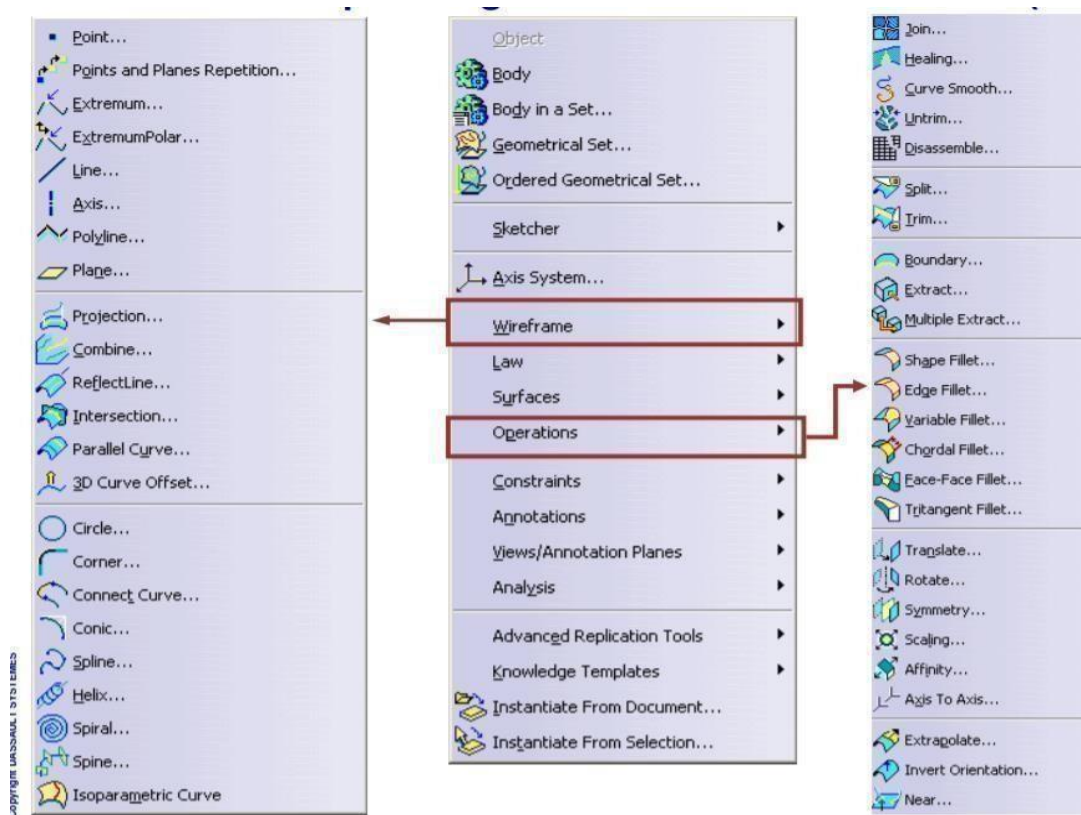 Point...
Points and Planes Repetition...
Extremum...
ExtremumPolar...
Line...
Axis...
Polyline...
Plane...
Projection...
Combine...
ReflectLine...
Intersection...
Parallel Curve...
3D Curve Offset...
Circle...
Corner...
Connect Curve...
Conic...
Spline...
Helix...
Spiral...
Spine...
Isoparametric Curve
Object
Body
Body in a Set...
Geometrical Set...
Ordered Geometrical Set...
Sketcher
Axis System...
Wireframe
Law
Surfaces
Operations
Constraints
Annotations
Views/Annotation Planes
Analysis
Advanced Replication Tools
Knowledge Templates
Instantiate From Document...
Instantiate From Selection...
Join...
Healing...
Curve Smooth...
Untrim...
Disassemble...
Split...
Trim...
Boundary...
Extract...
Multiple Extract...
Shape Fillet...
Edge Fillet...
Variable Fillet...
Chordal Fillet...
Face-Face Fillet...
Tritangent Fillet...
Translate...
Rotate...
Symmetry...
Scaling...
Affinity...
Axis To Axis...
Extrapolate...
Invert Orientation...
Near...
DASSAULT SYSTEMES